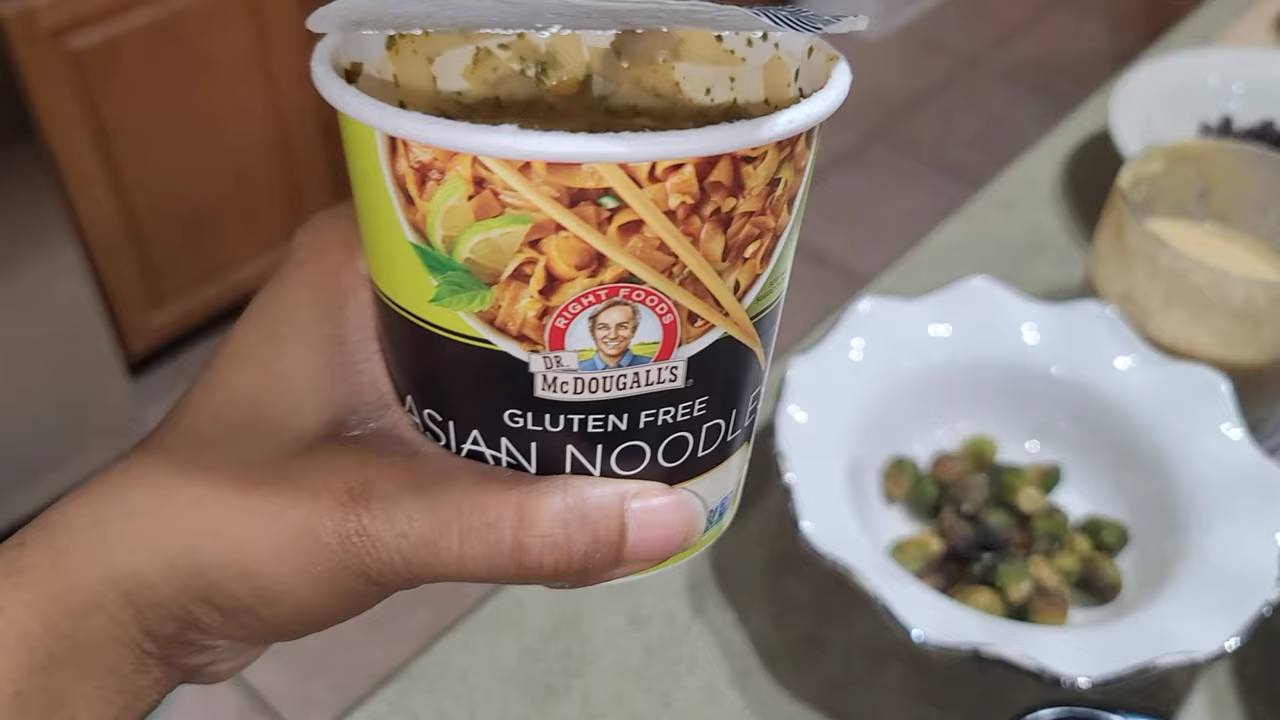 RIGHT FOODS
DR.
McDOUGALL'S
GLUTEN FREE
ASIAN NOODLE